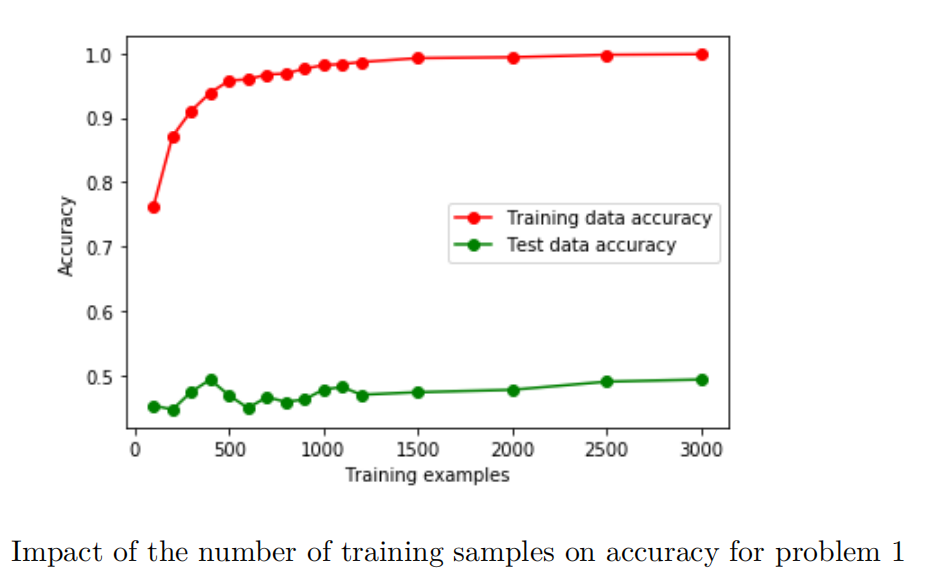 1.0
0.9
0.8
0.7
0.6
0.5
Accuracy
Training data accuracy
Test data accuracy
0 500 1000 1500 2000 2500 3000
Training examples
Impact of the number of training samples on accuracy for problem 1